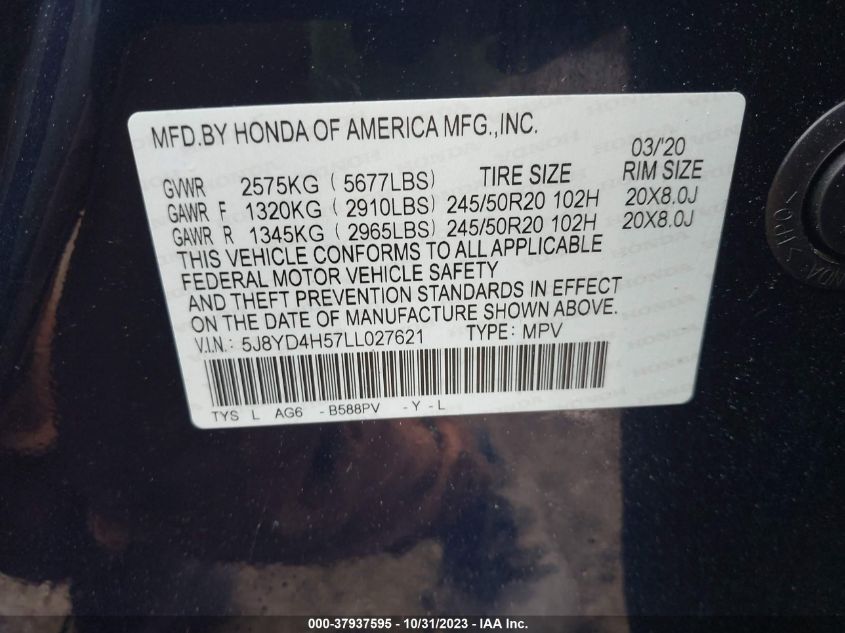 MFD.BY HONDA OF AMERICA MFG.,INC.
03/'20
GVWR 2575KG ( 5677LBS) TIRE SIZE RIM SIZE
GAWR F 1320KG ( 2910LBS) 245/50R20 102H 20X8.0J
GAWR R 1345KG ( 2965LBS) 245/50R20 102H 20X8.0J
THIS VEHICLE CONFORMS TO ALL APPLICABLE
FEDERAL MOTOR VEHICLE SAFETY
AND THEFT PREVENTION STANDARDS IN EFFECT
ON THE DATE OF MANUFACTURE SHOWN ABOVE.
V.I.N.: 5J8YD4H57LL027621 TYPE: MPV
TYS L AG6 - B588PV - Y - L
HONDA
000-37937595 - 10/31/2023 - IAA Inc.